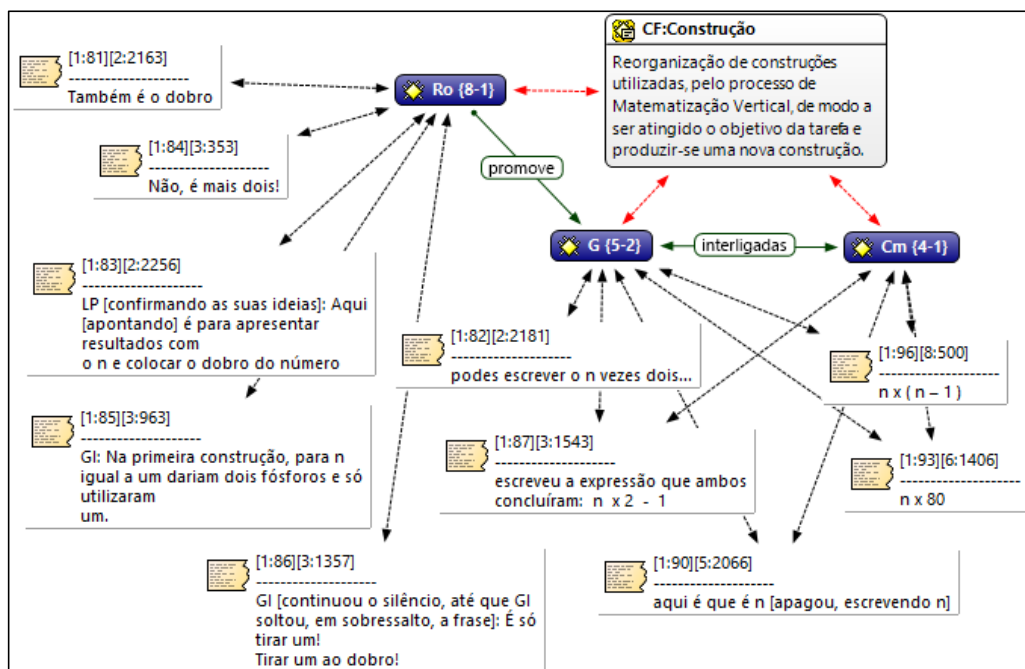 CF:Construção
Reorganização de construções
utilizadas, pelo processo de
Matematização Vertical, de modo a
ser atingido o objetivo da tarefa e
produzir-se uma nova construção.
[1:81][2:2163]
--------------------
Também é o dobro
Ro {8-1}
[1:84][3:353]
--------------------
Não, é mais dois!
promove
G {5-2}
interligadas
Cm {4-1}
[1:83][2:2256]
--------------------
LP [confirmando as suas ideias]: Aqui
[apontando] é para apresentar
resultados com
o n e colocar o dobro do número
[1:82][2:2181]
--------------------
podes escrever o n vezes dois...
[1:96][8:500]
--------------------
n x ( n – 1 )
[1:85][3:963]
--------------------
GI: Na primeira construção, para n
igual a um dariam dois fósforos e só
utilizaram
um.
[1:87][3:1543]
--------------------
escreveu a expressão que ambos
concluíram: n x 2 - 1
[1:93][6:1406]
--------------------
n x 80
[1:86][3:1357]
--------------------
GI [continuou o silêncio, até que GI
soltou, em sobressalto, a frase]: É só
tirar um!
Tirar um ao dobro!
[1:90][5:2066]
--------------------
aqui é que é n [apagou, escrevendo n]